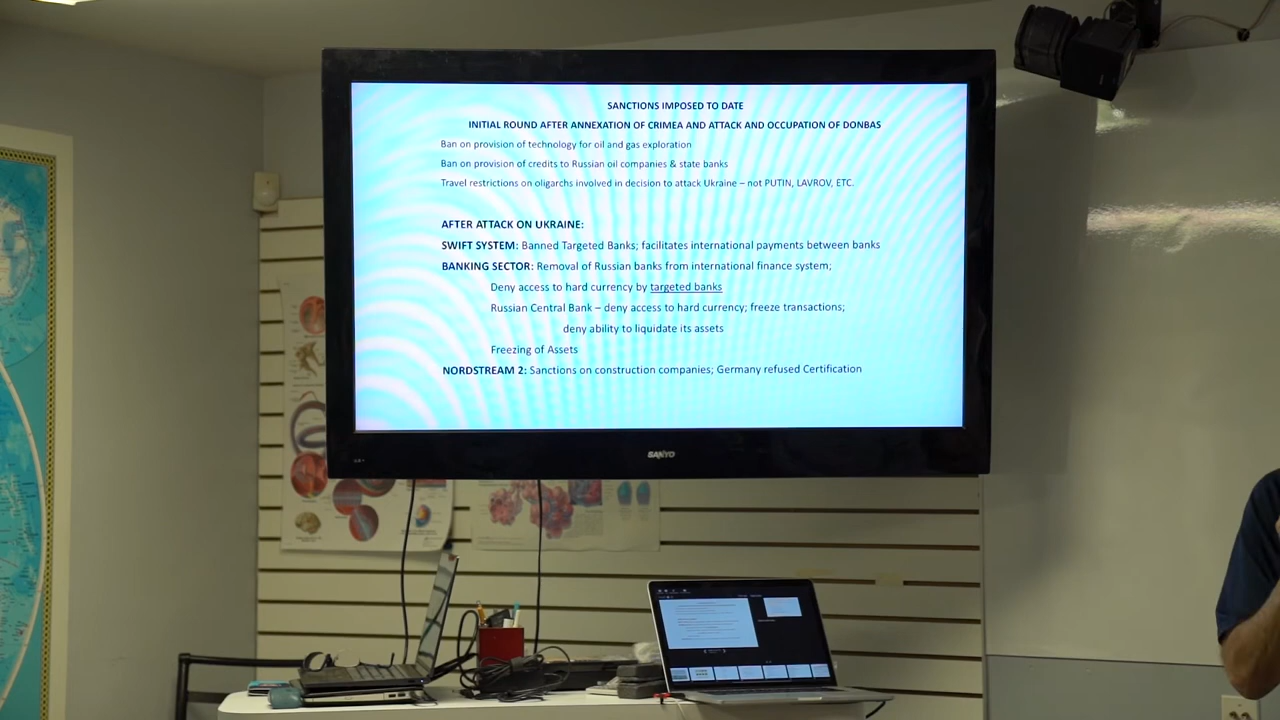 SANCTIONS IMPOSED TO DATE
INITIAL ROUND AFTER ANNEXATION OF CRIMEA AND ATTACK AND OCCUPATION OF DONBAS
Ban on provision of technology for oil and gas exploration
Ban on provision of credits to Russian oil companies & state banks
Travel restrictions on oligarchs involved in decision to attack Ukraine – not PUTIN, LAVROV, ETC.
AFTER ATTACK ON UKRAINE:
SWIFT SYSTEM: Banned Targeted Banks; facilitates international payments between banks
BANKING SECTOR: Removal of Russian banks from international finance system;
Deny access to hard currency by targeted banks
Russian Central Bank – deny access to hard currency; freeze transactions;
deny ability to liquidate its assets
Freezing of Assets
NORDSTREAM 2: Sanctions on construction companies; Germany refused Certification
SANYO